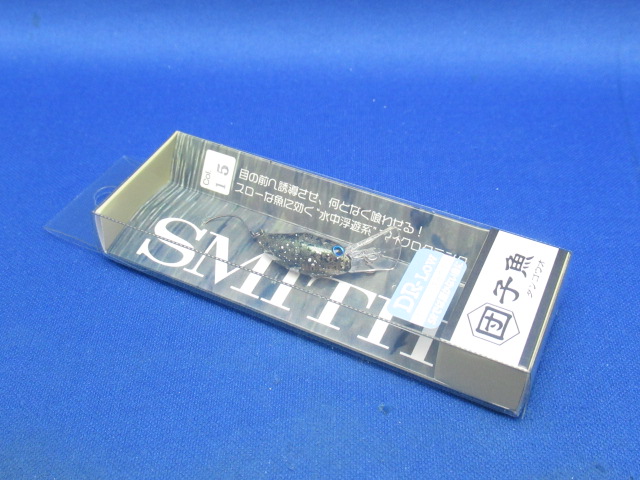 Col.
15
目の前へ誘導させ、何となく喰わせる！
スローな魚に効く"水中浮遊系"マイクロクランク
SMITH
DR-Low
団子魚
ダンゴウオ